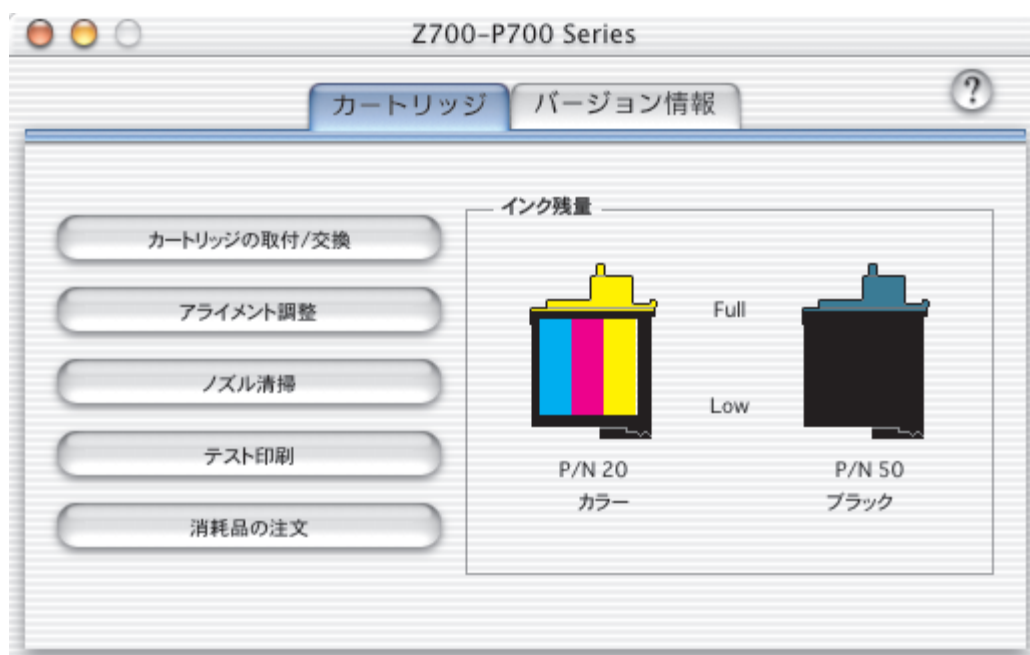 Z700-P700 Series
カートリッジ
バージョン情報
?
カートリッジの取付/交換
アライメント調整
ノズル清掃
テスト印刷
消耗品の注文
インク残量
Full
Low
P/N 20
カラー
P/N 50
ブラック